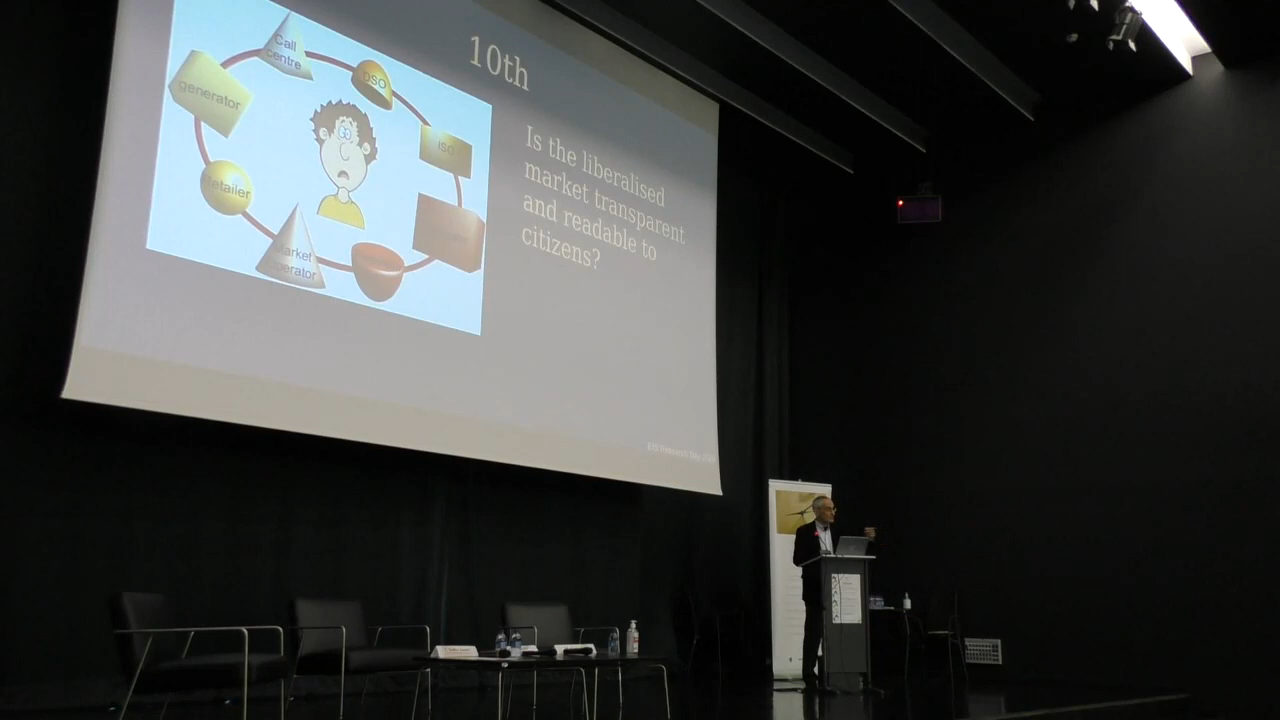 10th
Call
centre
DSO
generator
ISO
retailer
Market
operator
Is the liberalised
market transparent
and readable to
citizens?